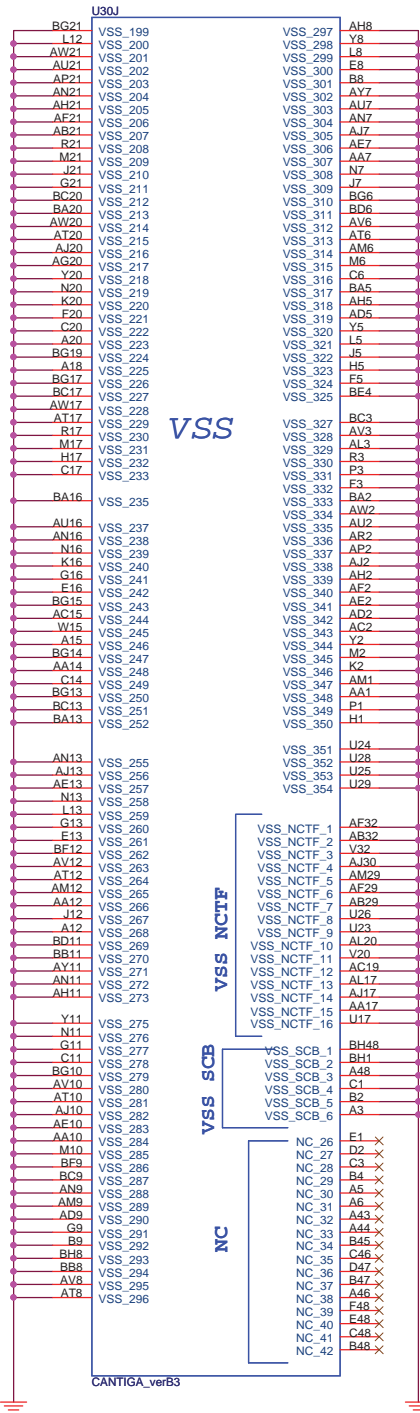 U30J
BG21 VSS_199
L12 VSS_200
AW21 VSS_201
AU21 VSS_202
AP21 VSS_203
AN21 VSS_204
AH21 VSS_205
AF21 VSS_206
AB21 VSS_207
R21 VSS_208
M21 VSS_209
J21 VSS_210
G21 VSS_211
BC20 VSS_212
BA20 VSS_213
AW20 VSS_214
AT20 VSS_215
AJ20 VSS_216
AG20 VSS_217
Y20 VSS_218
N20 VSS_219
K20 VSS_220
F20 VSS_221
C20 VSS_222
A20 VSS_223
BG19 VSS_224
A18 VSS_225
BG17 VSS_226
BC17 VSS_227
AW17 VSS_228
AT17 VSS_229
R17 VSS_230
M17 VSS_231
H17 VSS_232
C17 VSS_233
BA16 VSS_235
AU16 VSS_237
AN16 VSS_238
N16 VSS_239
K16 VSS_240
G16 VSS_241
E16 VSS_242
BG15 VSS_243
AC15 VSS_244
W15 VSS_245
A15 VSS_246
BG14 VSS_247
AA14 VSS_248
C14 VSS_249
BG13 VSS_250
BC13 VSS_251
BA13 VSS_252
AN13 VSS_255
AJ13 VSS_256
AE13 VSS_257
N13 VSS_258
L13 VSS_259
G13 VSS_260
E13 VSS_261
BF12 VSS_262
AV12 VSS_263
AT12 VSS_264
AM12 VSS_265
AA12 VSS_266
J12 VSS_267
A12 VSS_268
BD11 VSS_269
BB11 VSS_270
AY11 VSS_271
AN11 VSS_272
AH11 VSS_273
Y11 VSS_275
N11 VSS_276
G11 VSS_277
C11 VSS_278
BG10 VSS_279
AV10 VSS_280
AT10 VSS_281
AJ10 VSS_282
AE10 VSS_283
AA10 VSS_284
M10 VSS_285
BF9 VSS_286
BC9 VSS_287
AN9 VSS_288
AM9 VSS_289
AD9 VSS_290
G9 VSS_291
B9 VSS_292
BH8 VSS_293
BB8 VSS_294
AV8 VSS_295
AT8 VSS_296
VSS
VSS_297 AH8
VSS_298 Y8
VSS_299 L8
VSS_300 E8
VSS_301 B8
VSS_302 AY7
VSS_303 AU7
VSS_304 AN7
VSS_305 AJ7
VSS_306 AE7
VSS_307 AA7
VSS_308 N7
VSS_309 J7
VSS_310 BG6
VSS_311 BD6
VSS_312 AV6
VSS_313 AT6
VSS_314 AM6
VSS_315 M6
VSS_316 C6
VSS_317 BA5
VSS_318 AH5
VSS_319 AD5
VSS_320 Y5
VSS_321 L5
VSS_322 J5
VSS_323 H5
VSS_324 F5
VSS_325 BE4
VSS_327 BC3
VSS_328 AV3
VSS_329 AL3
VSS_330 R3
VSS_331 P3
VSS_332 F3
VSS_333 BA2
VSS_334 AW2
VSS_335 AU2
VSS_336 AR2
VSS_337 AP2
VSS_338 AJ2
VSS_339 AH2
VSS_340 AF2
VSS_341 AE2
VSS_342 AD2
VSS_343 AC2
VSS_344 Y2
VSS_345 M2
VSS_346 K2
VSS_347 AM1
VSS_348 AA1
VSS_349 P1
VSS_350 H1
VSS_351 U24
VSS_352 U28
VSS_353 U25
VSS_354 U29
VSS NCTF
VSS_NCTF_1 AF32
VSS_NCTF_2 AB32
VSS_NCTF_3 V32
VSS_NCTF_4 AJ30
VSS_NCTF_5 AM29
VSS_NCTF_6 AF29
VSS_NCTF_7 AB29
VSS_NCTF_8 U26
VSS_NCTF_9 U23
VSS_NCTF_10 AL20
VSS_NCTF_11 V20
VSS_NCTF_12 AC19
VSS_NCTF_13 AL17
VSS_NCTF_14 AJ17
VSS_NCTF_15 AA17
VSS_NCTF_16 U17
VSS SCB
VSS_SCB_1 BH48
VSS_SCB_2 BH1
VSS_SCB_3 A48
VSS_SCB_4 C1
VSS_SCB_5 B2
VSS_SCB_6 A3
NC
NC_26 E1
NC_27 D2
NC_28 C3
NC_29 B4
NC_30 A5
NC_31 A6
NC_32 A43
NC_33 A44
NC_34 B45
NC_35 C46
NC_36 D47
NC_37 B47
NC_38 A46
NC_39 F48
NC_40 E48
NC_41 C48
NC_42 B48
CANTIGA_verB3